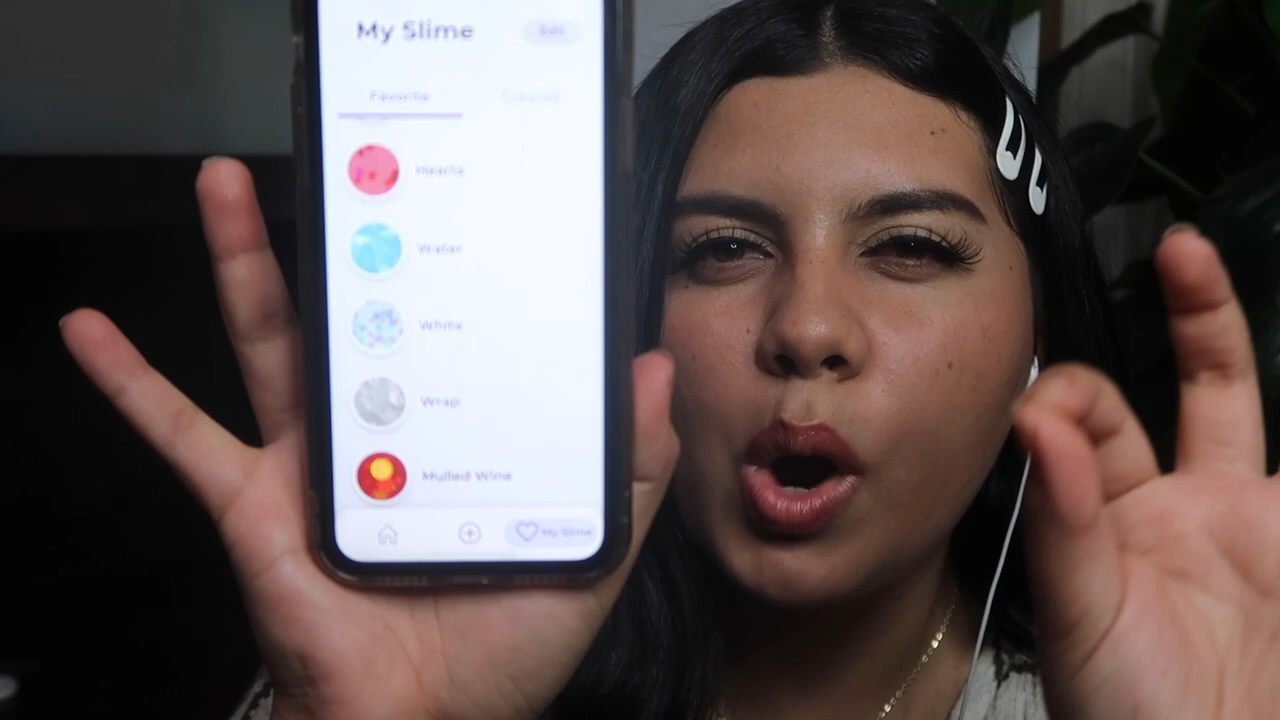 My Slime
Edit
Favorite Created
Hearts
Water
White
Wrap
Mulled Wine
My Slime